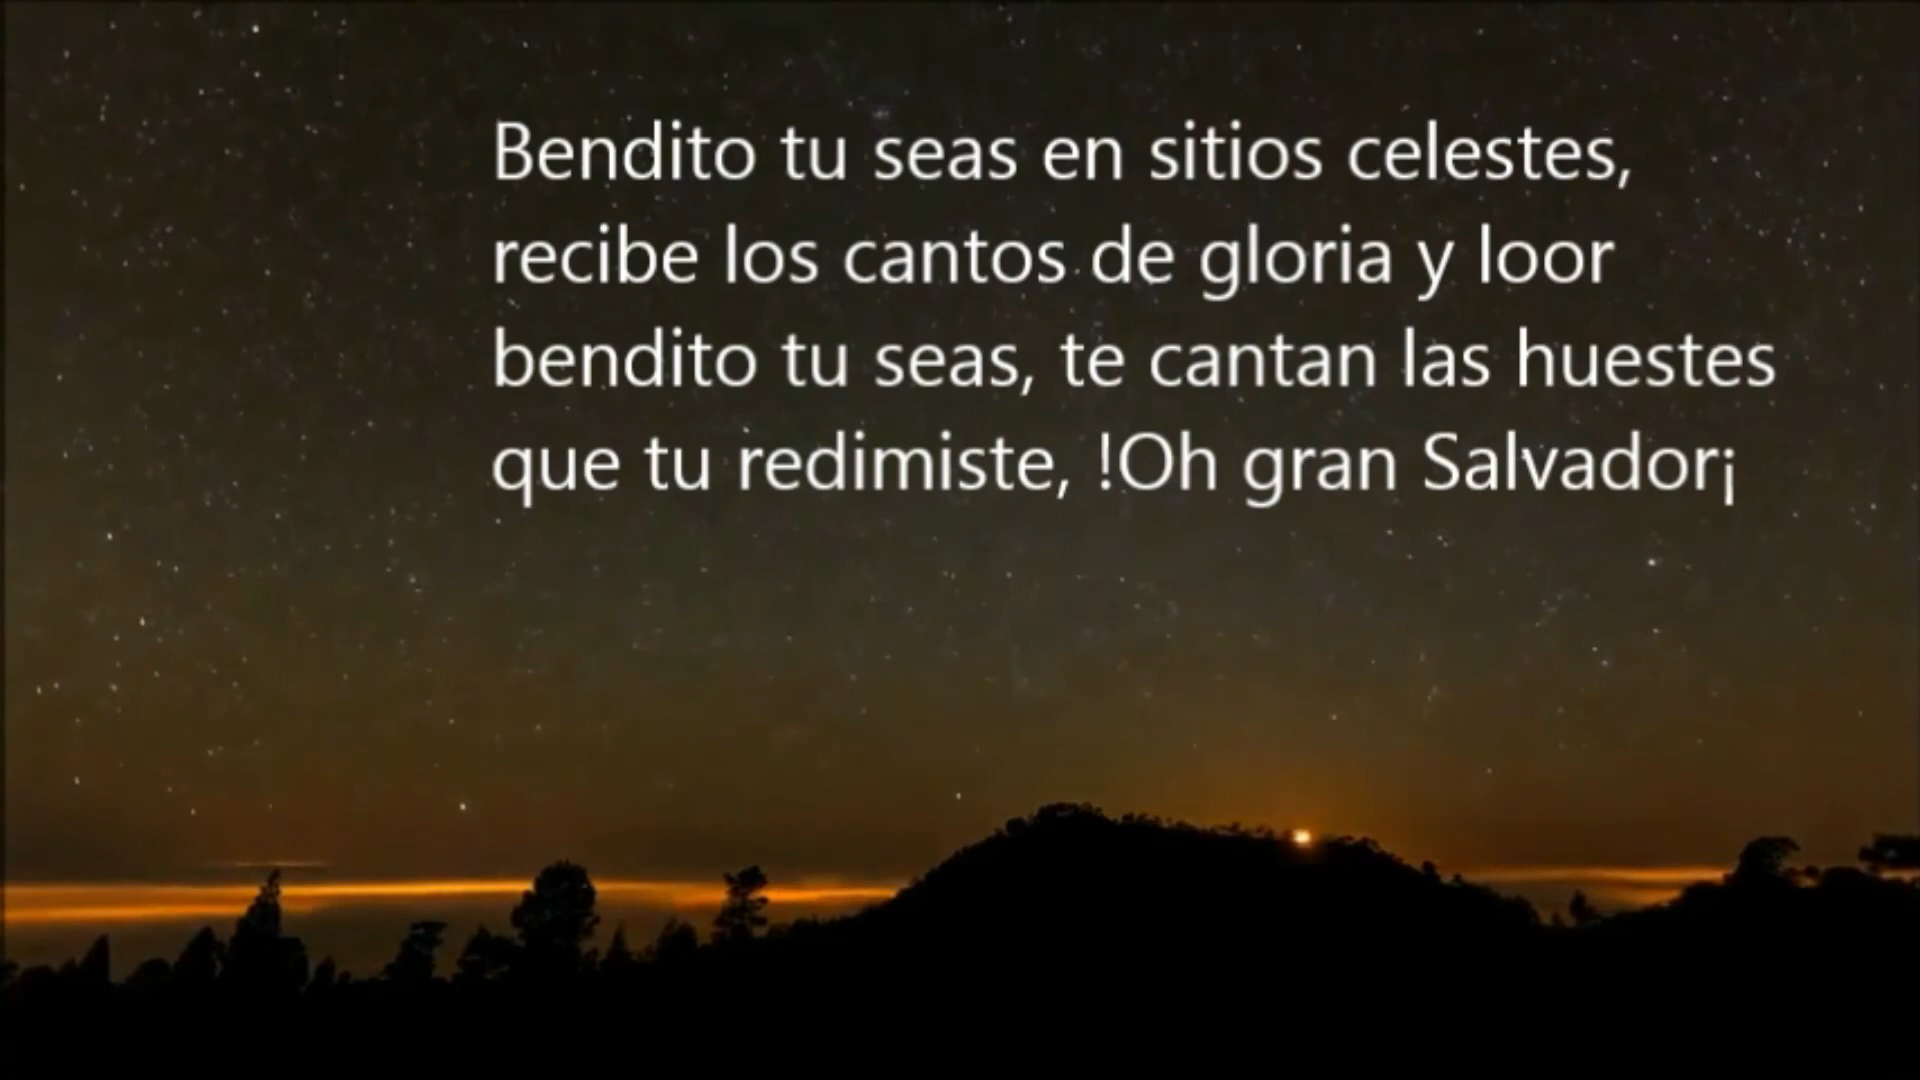 Bendito tu seas en sitios celestes,
recibe los cantos de gloria y loor
bendito tu seas, te cantan las huestes
que tu redimiste, !Oh gran Salvador¡